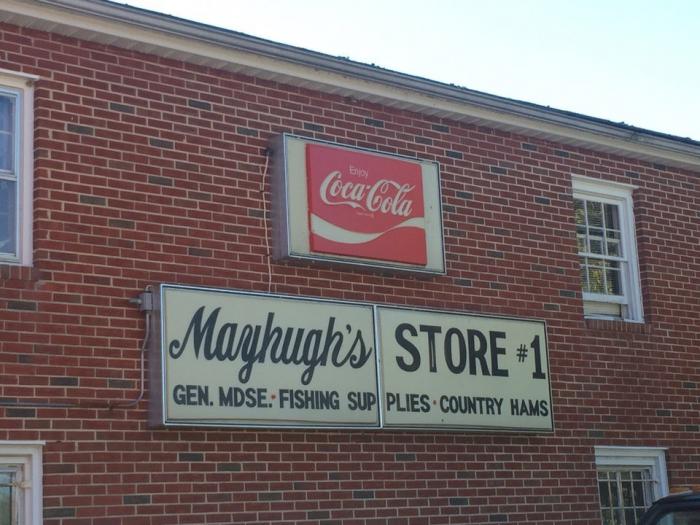 Enjoy
Coca-Cola
Mayhugh's STORE #1
GEN. MDSE. • FISHING SUPPLIES • COUNTRY HAMS